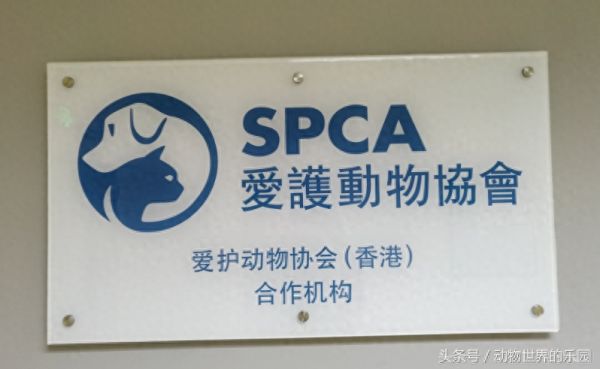 SPCA
愛護動物協會
爱护动物协会(香港)
合作机构
头条号/动物世界的乐园